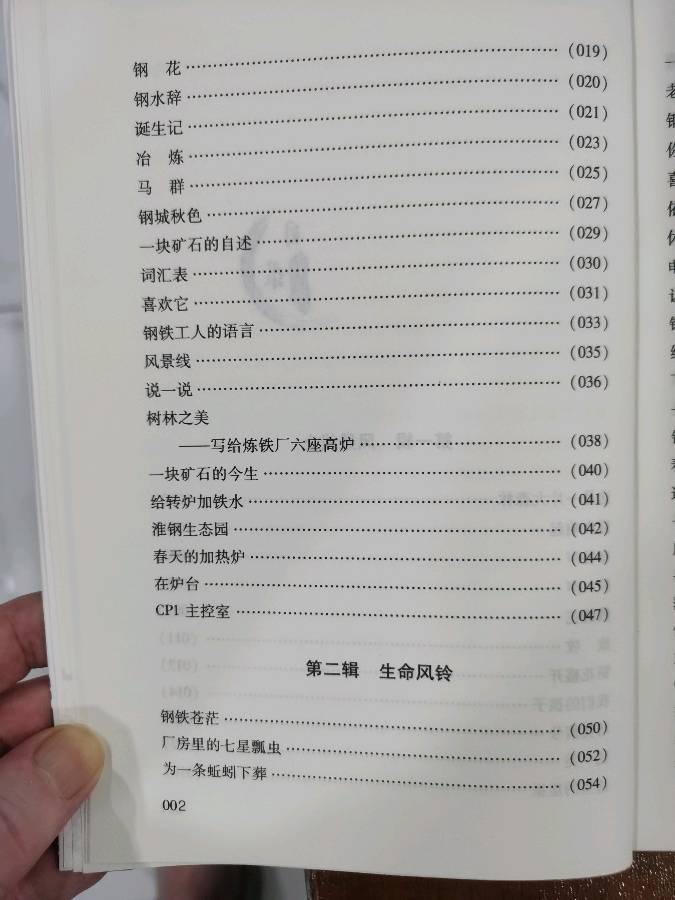 钢　花 ……………… (019)
钢水辞 ……………… (020)
诞生记 ……………… (021)
冶　炼 ……………… (023)
马　群 ……………… (025)
钢城秋色 ……………… (027)
一块矿石的自述 ……………… (029)
词汇表 ……………… (030)
喜欢它 ……………… (031)
钢铁工人的语言 ……………… (033)
风景线 ……………… (035)
说一说 ……………… (036)
树林之美
——写给炼铁厂六座高炉 ……………… (038)
一块矿石的今生 ……………… (040)
给转炉加铁水 ……………… (041)
淮钢生态园 ……………… (042)
春天的加热炉 ……………… (044)
在炉台 ……………… (045)
CP1 主控室 ……………… (047)
第二辑　生命风铃
钢铁苍茫 ……………… (050)
厂房里的七星瓢虫 ……………… (052)
为一条蚯蚓下葬 ……………… (054)
002